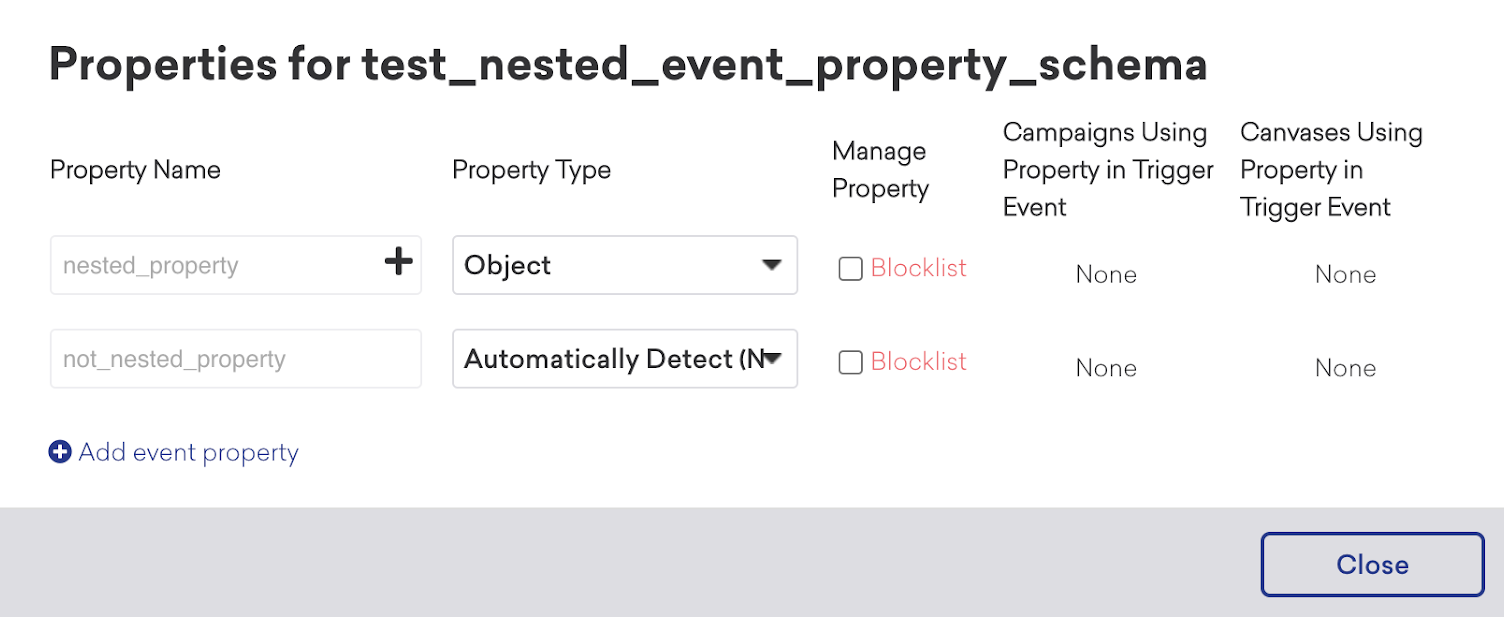 Properties for test_nested_event_property_schema
Property Name
Property Type
Manage
Property
Campaigns Using
Property in Trigger
Event
Canvases Using
Property in
Trigger Event
nested_property
Object
Blocklist
None
None
not_nested_property
Automatically Detect (N
Blocklist
None
None
Add event property
Close